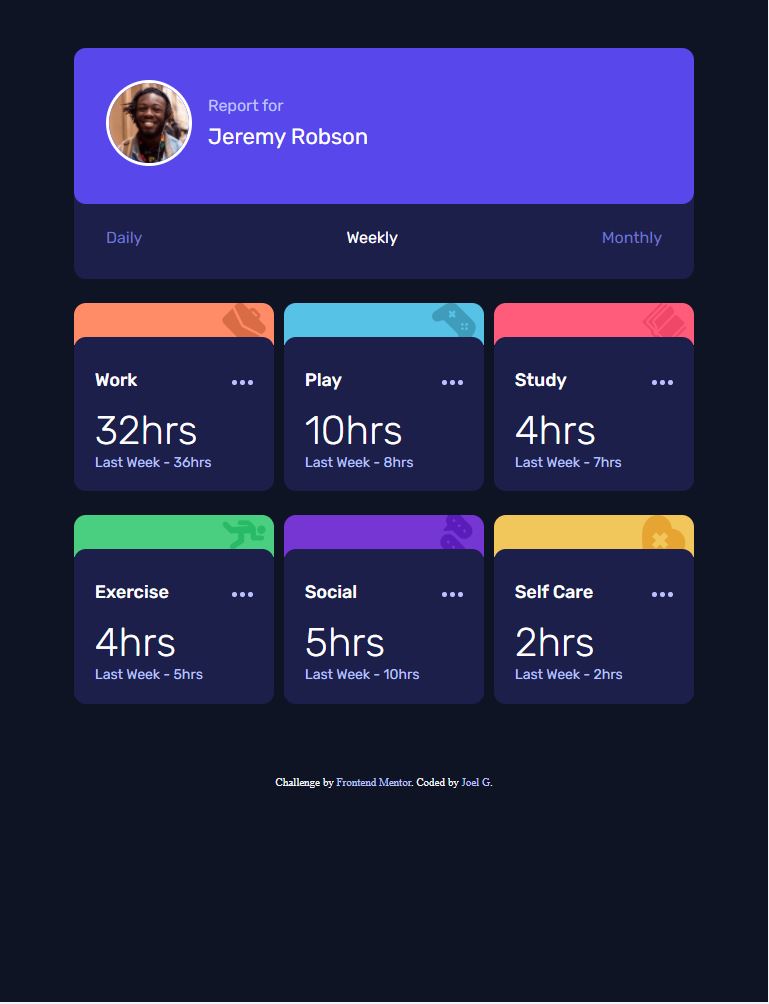 Report for
Jeremy Robson
Daily Weekly Monthly
Work
32hrs
Last Week - 36hrs
Play
10hrs
Last Week - 8hrs
Study
4hrs
Last Week - 7hrs
Exercise
4hrs
Last Week - 5hrs
Social
5hrs
Last Week - 10hrs
Self Care
2hrs
Last Week - 2hrs
Challenge by Frontend Mentor. Coded by Joel G.